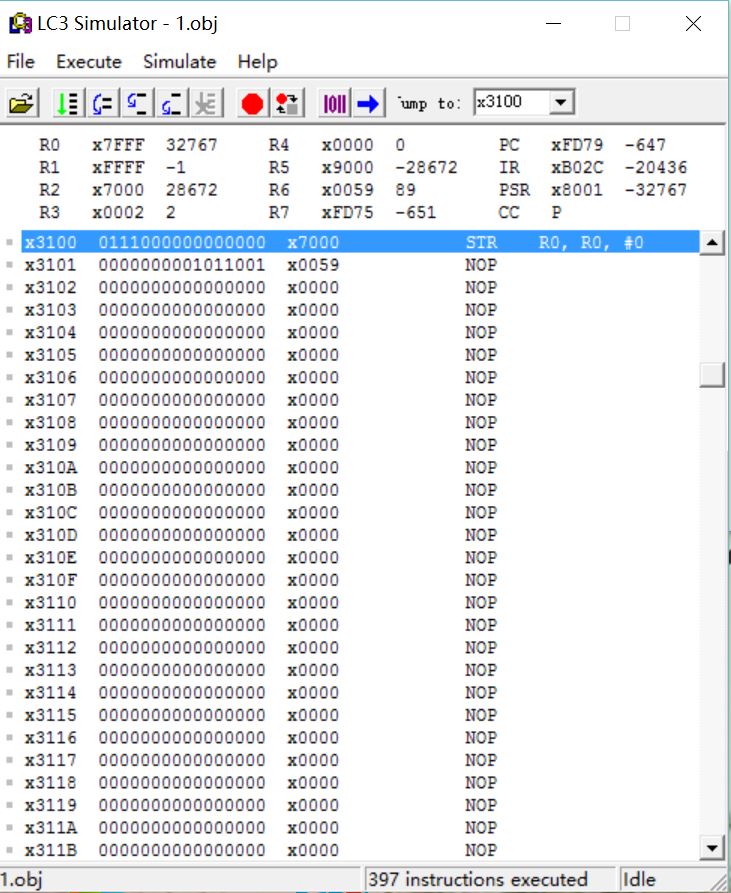 LC3 Simulator - 1.obj
File Execute Simulate Help
Jump to: x3100
R0 x7FFF 32767 R4 x0000 0 PC xFD79 -647
R1 xFFFF -1 R5 x9000 -28672 IR xB02C -20436
R2 x7000 28672 R6 x0059 89 PSR x8001 -32767
R3 x0002 2 R7 xFD75 -651 CC P
x3100 0111000000000000 x7000 STR R0, R0, #0
x3101 0000000001011001 x0059 NOP
x3102 0000000000000000 x0000 NOP
x3103 0000000000000000 x0000 NOP
x3104 0000000000000000 x0000 NOP
x3105 0000000000000000 x0000 NOP
x3106 0000000000000000 x0000 NOP
x3107 0000000000000000 x0000 NOP
x3108 0000000000000000 x0000 NOP
x3109 0000000000000000 x0000 NOP
x310A 0000000000000000 x0000 NOP
x310B 0000000000000000 x0000 NOP
x310C 0000000000000000 x0000 NOP
x310D 0000000000000000 x0000 NOP
x310E 0000000000000000 x0000 NOP
x310F 0000000000000000 x0000 NOP
x3110 0000000000000000 x0000 NOP
x3111 0000000000000000 x0000 NOP
x3112 0000000000000000 x0000 NOP
x3113 0000000000000000 x0000 NOP
x3114 0000000000000000 x0000 NOP
x3115 0000000000000000 x0000 NOP
x3116 0000000000000000 x0000 NOP
x3117 0000000000000000 x0000 NOP
x3118 0000000000000000 x0000 NOP
x3119 0000000000000000 x0000 NOP
x311A 0000000000000000 x0000 NOP
x311B 0000000000000000 x0000 NOP
1.obj 397 instructions executed Idle